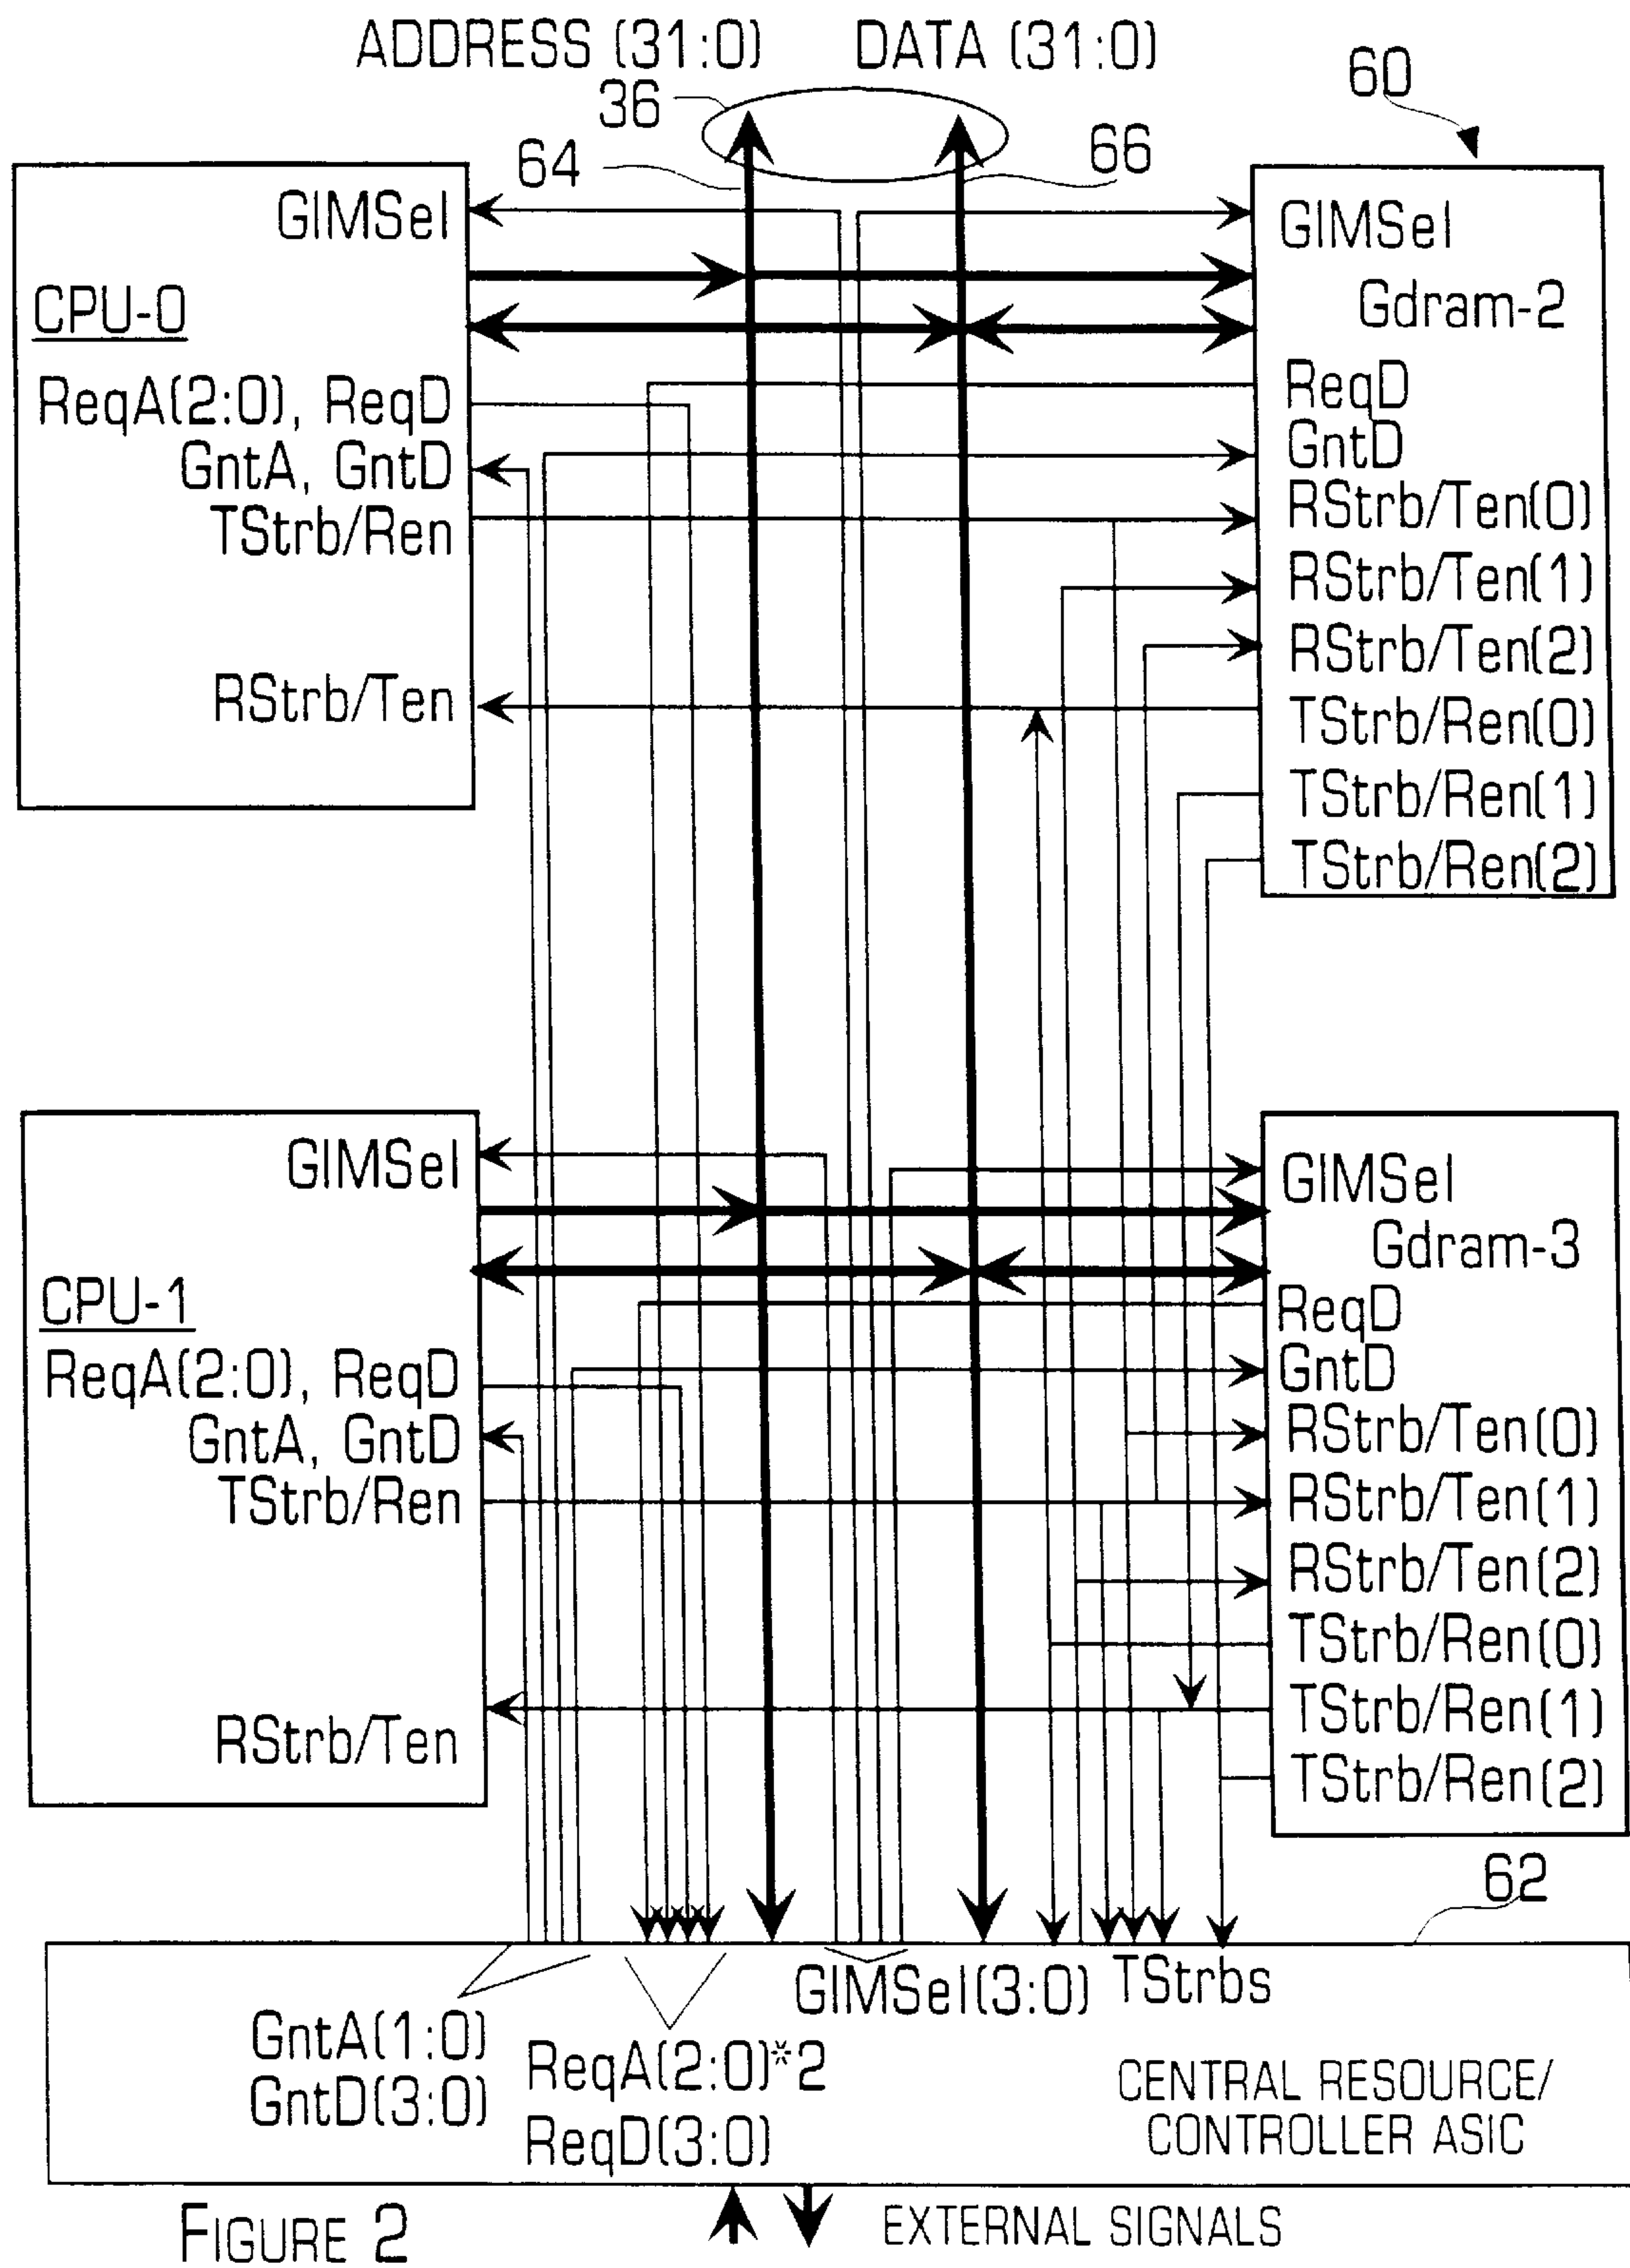 ADDRESS (31:0) DATA (31:0)
60
36
64
66
GIMSel
CPU-0
ReqA(2:0), ReqD
GntA, GntD
TStrb/Ren
RStrb/Ten
GIMSel
Gdram-2
ReqD
GntD
RStrb/Ten(0)
RStrb/Ten(1)
RStrb/Ten(2)
TStrb/Ren(0)
TStrb/Ren(1)
TStrb/Ren(2)
GIMSel
CPU-1
ReqA(2:0), ReqD
GntA, GntD
TStrb/Ren
RStrb/Ten
GIMSel
Gdram-3
ReqD
GntD
RStrb/Ten(0)
RStrb/Ten(1)
RStrb/Ten(2)
TStrb/Ren(0)
TStrb/Ren(1)
TStrb/Ren(2)
62
GntA(1:0)
GntD(3:0)
ReqA(2:0)*2
ReqD(3:0)
GIMSel(3:0)
TStrbs
CENTRAL RESOURCE/
CONTROLLER ASIC
FIGURE 2
EXTERNAL SIGNALS